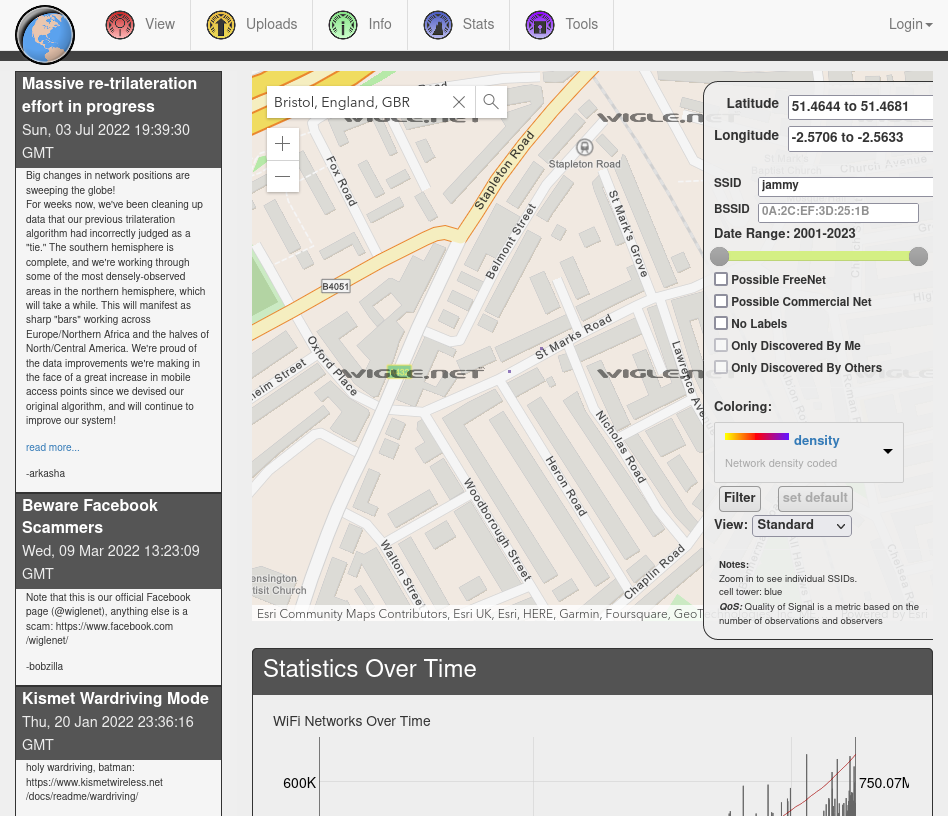 View
Uploads
Info
Stats
Tools
Login
Massive re-trilateration
effort in progress
Sun, 03 Jul 2022 19:39:30
GMT
Big changes in network positions are
sweeping the globe!
For weeks now, we've been cleaning up
data that our previous trilateration
algorithm had incorrectly judged as a
"tie." The southern hemisphere is
complete, and we're working through
some of the most densely-observed
areas in the northern hemisphere, which
will take a while. This will manifest as
sharp "bars" working across
Europe/Northern Africa and the halves of
North/Central America. We're proud of
the data improvements we're making in
the face of a great increase in mobile
access points since we devised our
original algorithm, and will continue to
improve our system!
read more...
-arkasha
Beware Facebook
Scammers
Wed, 09 Mar 2022 13:23:09
GMT
Note that this is our official Facebook
page (@wiglenet), anything else is a
scam: https://www.facebook.com
/wiglenet/
-bobzilla
Kismet Wardriving Mode
Thu, 20 Jan 2022 23:36:16
GMT
holy wardriving, batman:
https://www.kismetwireless.net
/docs/readme/wardriving/
Bristol, England, GBR
WIGLE.NET
WIGLE.NET
Road
Stapleton Road
Stapleton Road
Fox Road
Belmont Street
St Mark's Grove
B4051
St Marks Road
Oxford Place
heim Street
WIGLE.NET
WIGLE.NET
Lawrence Ave
Nicholas Road
Heron Road
Woodborough Street
Walton Street
Chaplin Road
ensington
tist Church
Esri Community Maps Contributors, Esri UK, Esri, HERE, Garmin, Foursquare, GeoT
Latitude
51.4644 to 51.4681
Longitude
-2.5706 to -2.5633
Church Avenue
SSID
jammy
BSSID
0A:2C:EF:3D:25:1B
Date Range: 2001-2023
Possible FreeNet
Possible Commercial Net
No Labels
Only Discovered By Me
Only Discovered By Others
Coloring:
density
Network density coded
Filter
set default
View:
Standard
Notes:
Zoom in to see individual SSIDs.
cell tower: blue
QoS: Quality of Signal is a metric based on the
number of observations and observers
Statistics Over Time
WiFi Networks Over Time
600K
750.07M